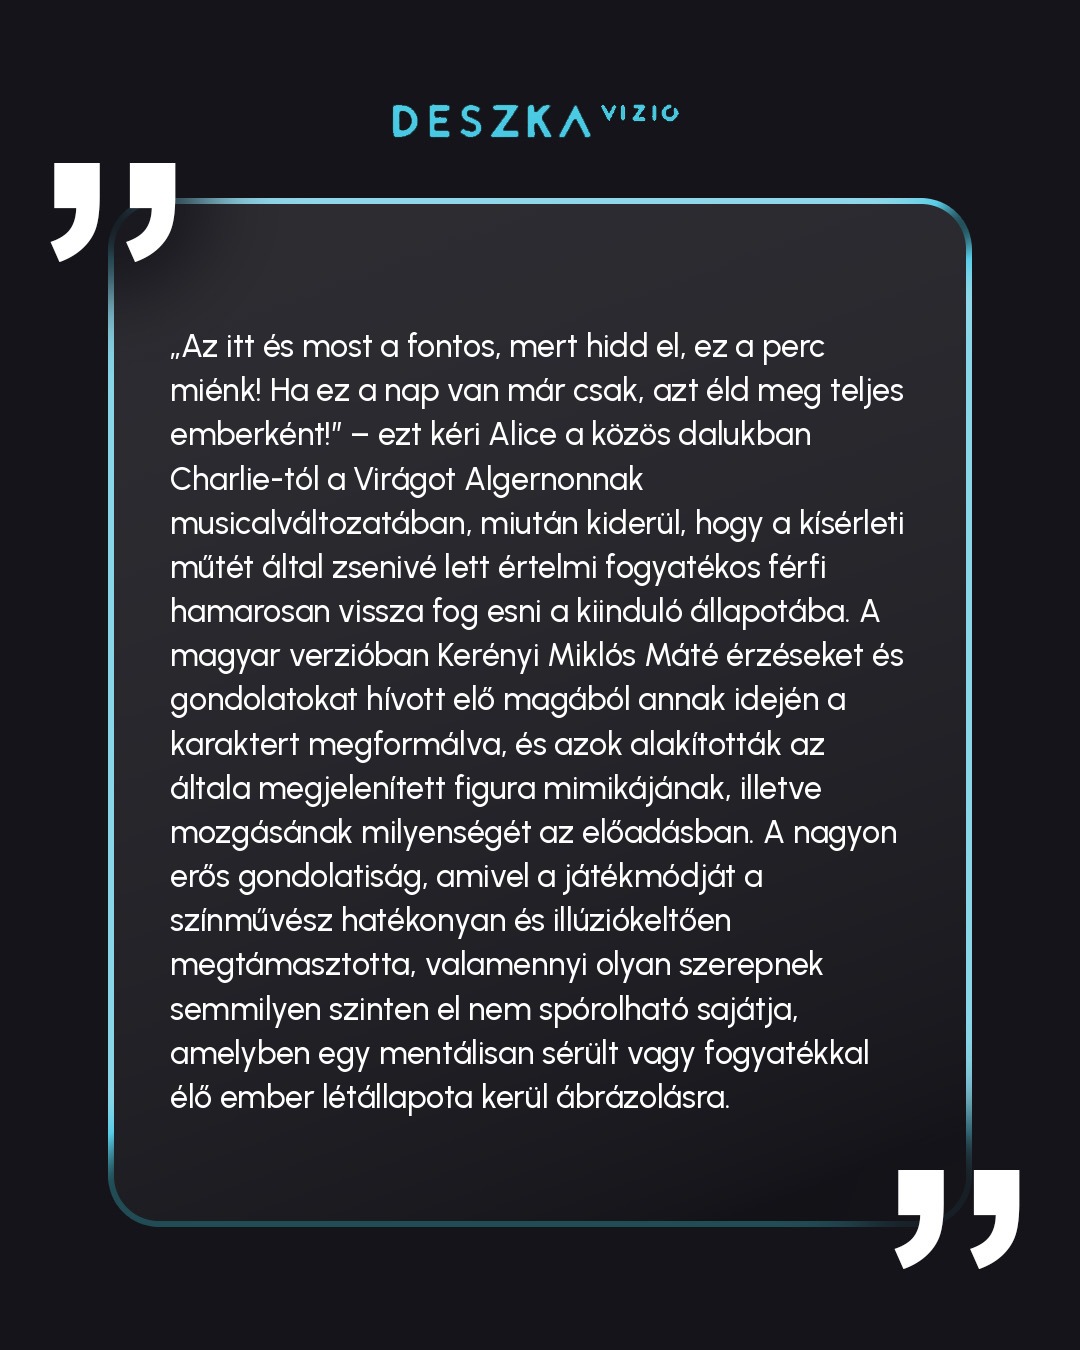 DESZKA VIZIO
„Az itt és most a fontos, mert hidd el, ez a perc
miénk! Ha ez a nap van már csak, azt éld meg teljes
emberként!” – ezt kéri Alice a közös dalukban
Charlie-tól a Virágot Algernonnak
musicalváltozatában, miután kiderül, hogy a kísérleti
műtét által zsenivé lett értelmi fogyatékos férfi
hamarosan vissza fog esni a kiinduló állapotába. A
magyar verzióban Kerényi Miklós Máté érzéseket és
gondolatokat hívott elő magából annak idején a
karaktert megformálva, és azok alakították az
általa megjelenített figura mimikájának, illetve
mozgásának milyenségét az előadásban. A nagyon
erős gondolatiság, amivel a játékmódját a
színművész hatékonyan és illúziókeltően
megtámasztotta, valamennyi olyan szerepnek
semmilyen szinten el nem spórolható sajátja,
amelyben egy mentálisan sérült vagy fogyatékkal
élő ember létállapota kerül ábrázolásra.